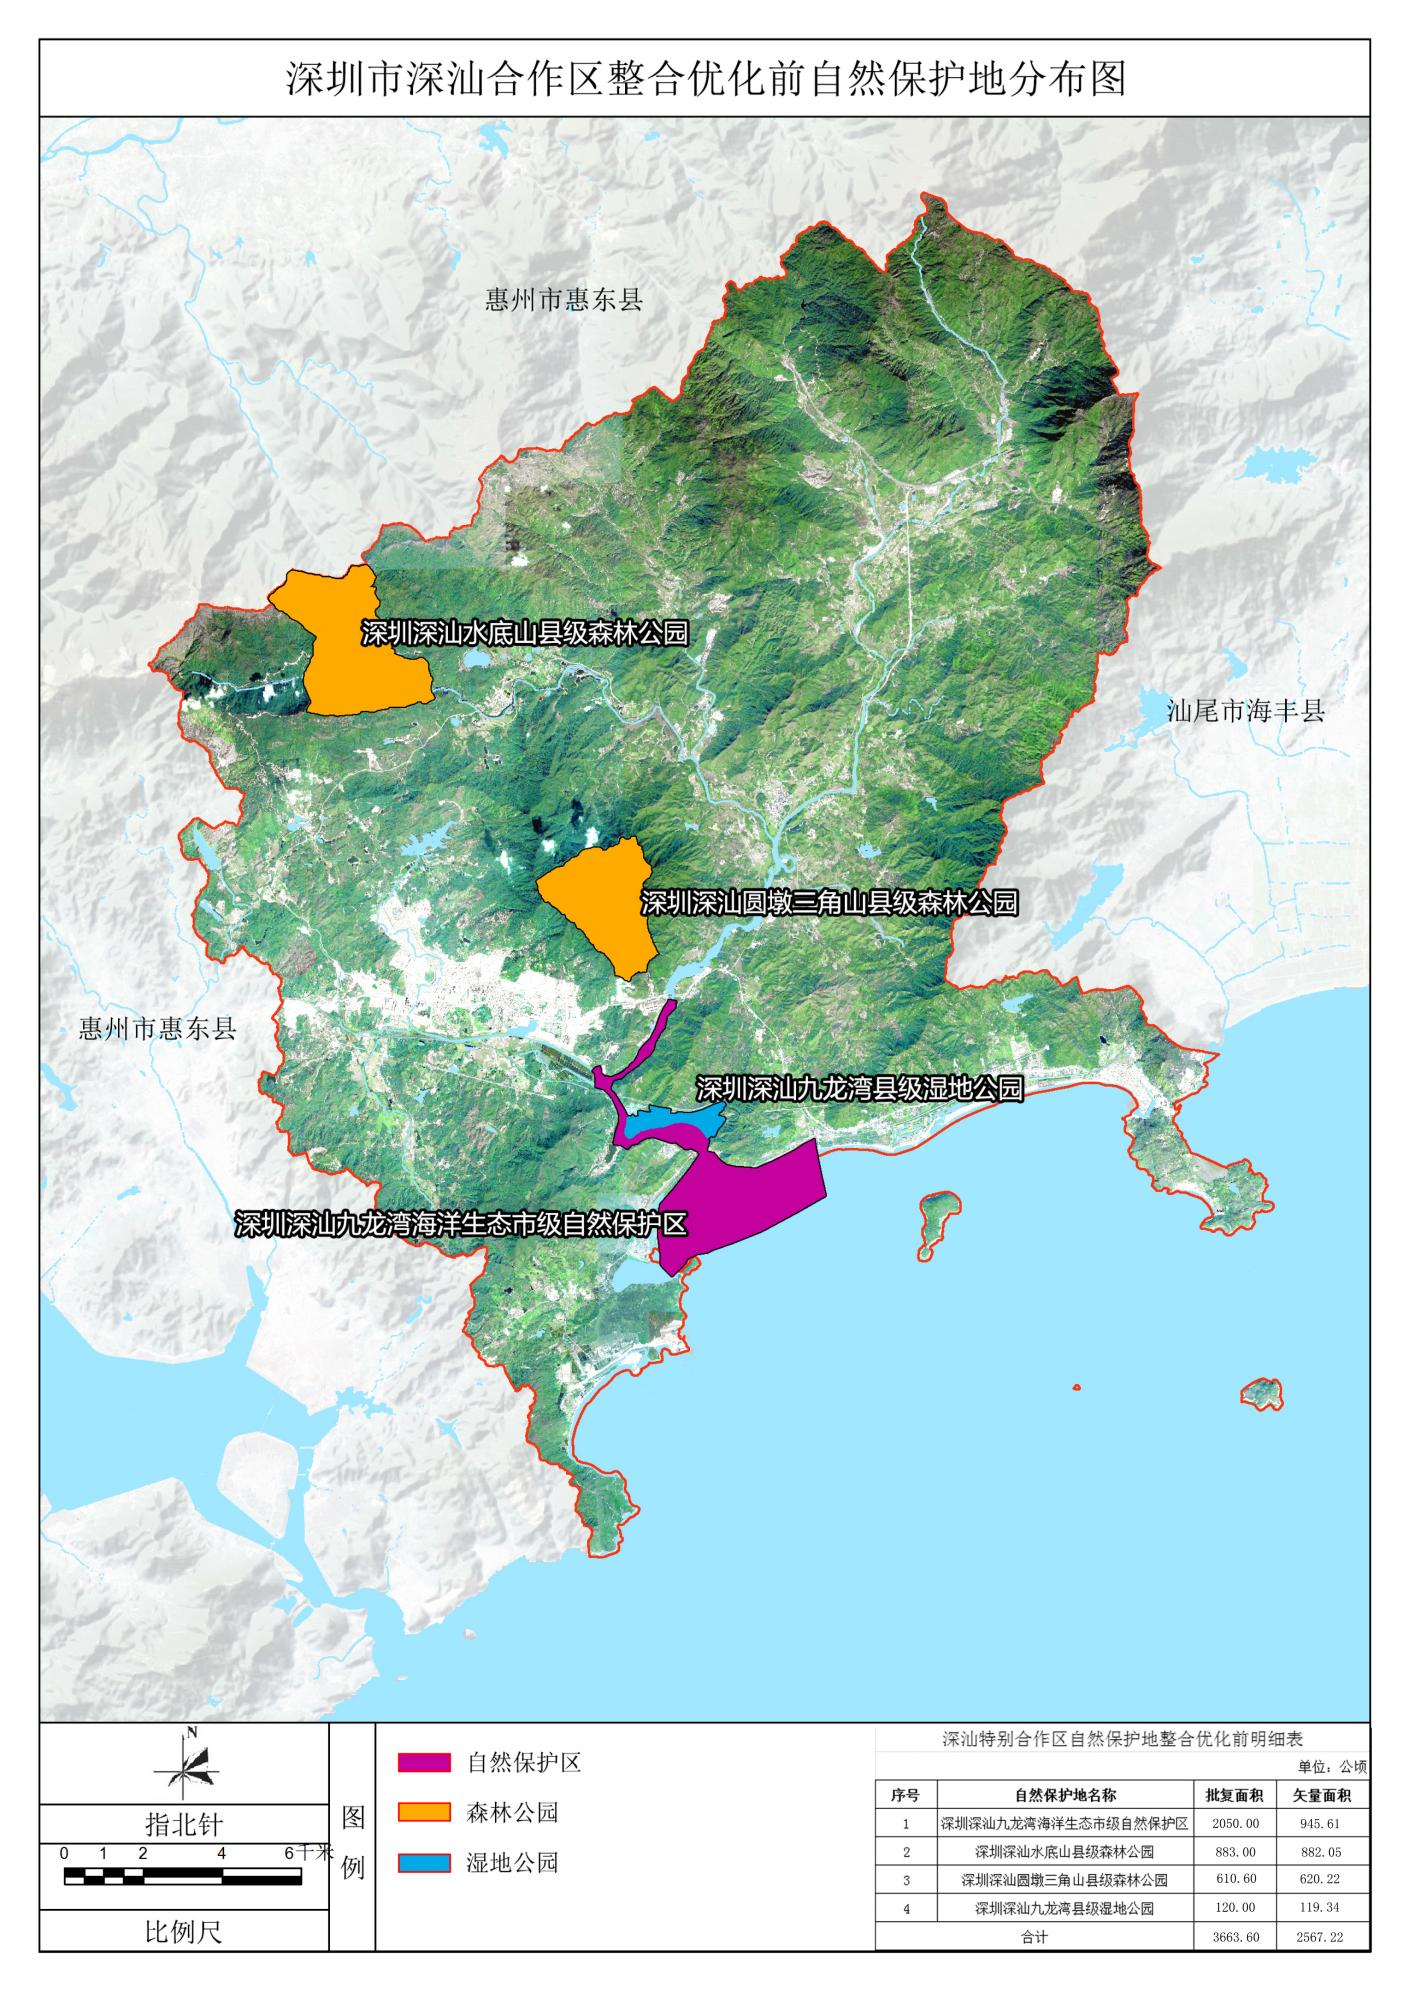 深圳市深汕合作区整合优化前自然保护地分布图
惠州市惠东县
深圳深汕水底山县级森林公园
汕尾市海丰县
深圳深汕圆墩三角山县级森林公园
惠州市惠东县
深圳深汕九龙湾县级湿地公园
深圳深汕九龙湾海洋生态市级自然保护区
N
指北针
0 1 2 4 6千米
比例尺
图例
自然保护区
森林公园
湿地公园
深汕特别合作区自然保护地整合优化前明细表
单位：公顷
序号 自然保护地名称 批复面积 矢量面积
1 深圳深汕九龙湾海洋生态市级自然保护区 2050.00 945.61
2 深圳深汕水底山县级森林公园 883.00 882.05
3 深圳深汕圆墩三角山县级森林公园 610.60 620.22
4 深圳深汕九龙湾县级湿地公园 120.00 119.34
合计 3663.60 2567.22